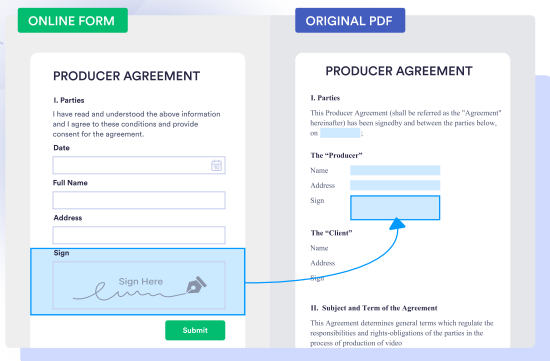 ONLINE FORM
PRODUCER AGREEMENT
I. Parties
I have read and understood the above information
and I agree to these conditions and provide
consent for the agreement.
Date
Full Name
Address
Sign
Sign Here
Submit
ORIGINAL PDF
PRODUCER AGREEMENT
I. Parties
This Producer Agreement (shall be referred as the "Agreement"
hereinafter) has been signedby and between the parties below,
on ;
The “Producer”
Name
Address
Sign
The “Client”
Name
Address
Sign
II. Subject and Term of the Agreement
This Agreement determines general terms which regulate the
responsibilities and rights-obligations of the parties in the
process of production of video